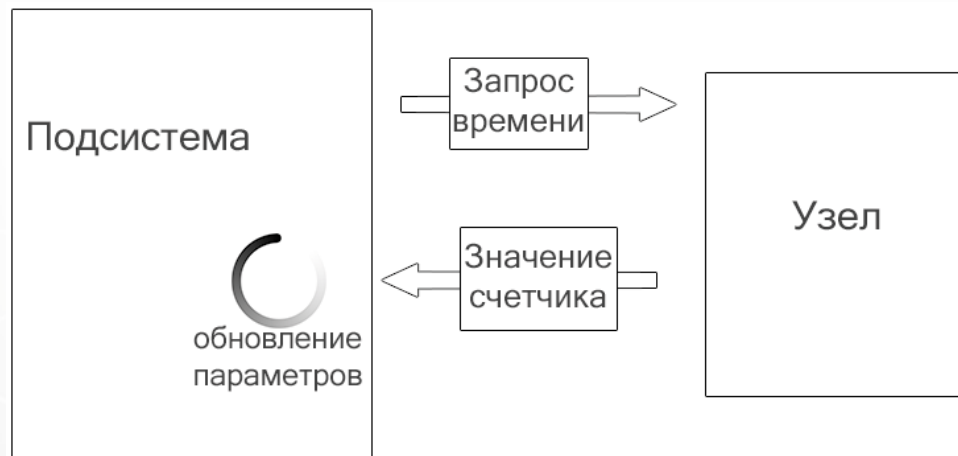 Подсистема
Запрос
времени
Узел
Значение
счетчика
обновление
параметров